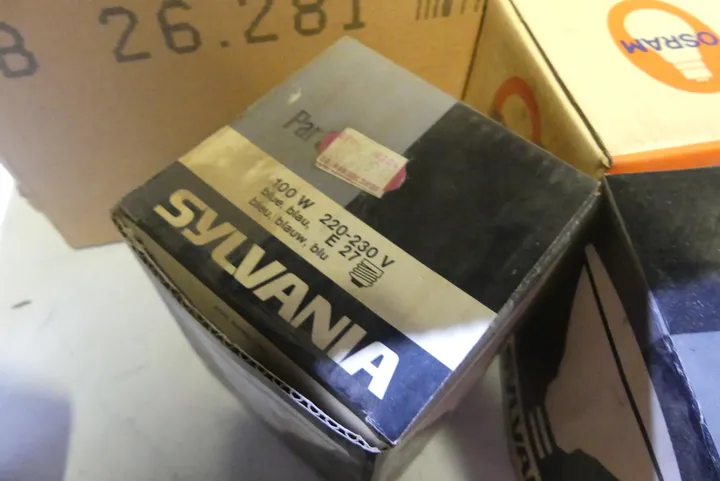 B 26.281
OSRAM
Par
100 W 220-230 V
blue, blau, E 27
bleu, blauw, blu
SYLVANIA